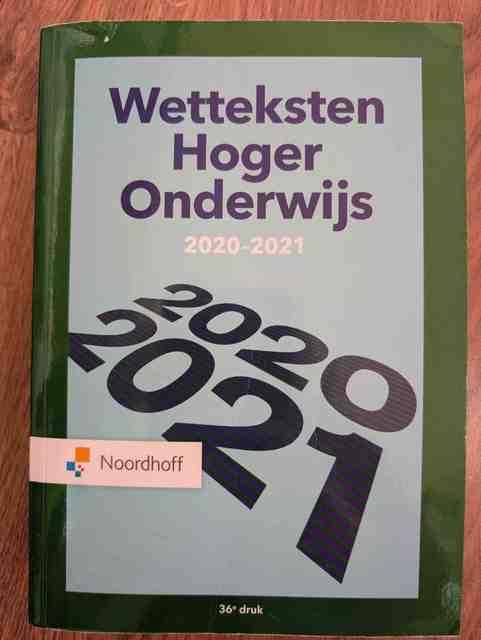 Wetteksten
Hoger
Onderwijs
2020-2021
2020
2021
Noordhoff
36e druk